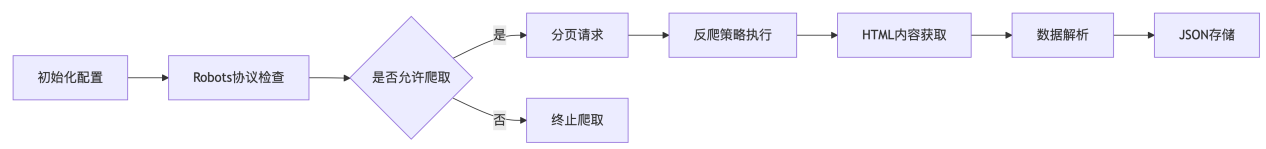 初始化配置
Robots协议检查
是否允许爬取
是
分页请求
反爬策略执行
HTML内容获取
数据解析
JSON存储
否
终止爬取